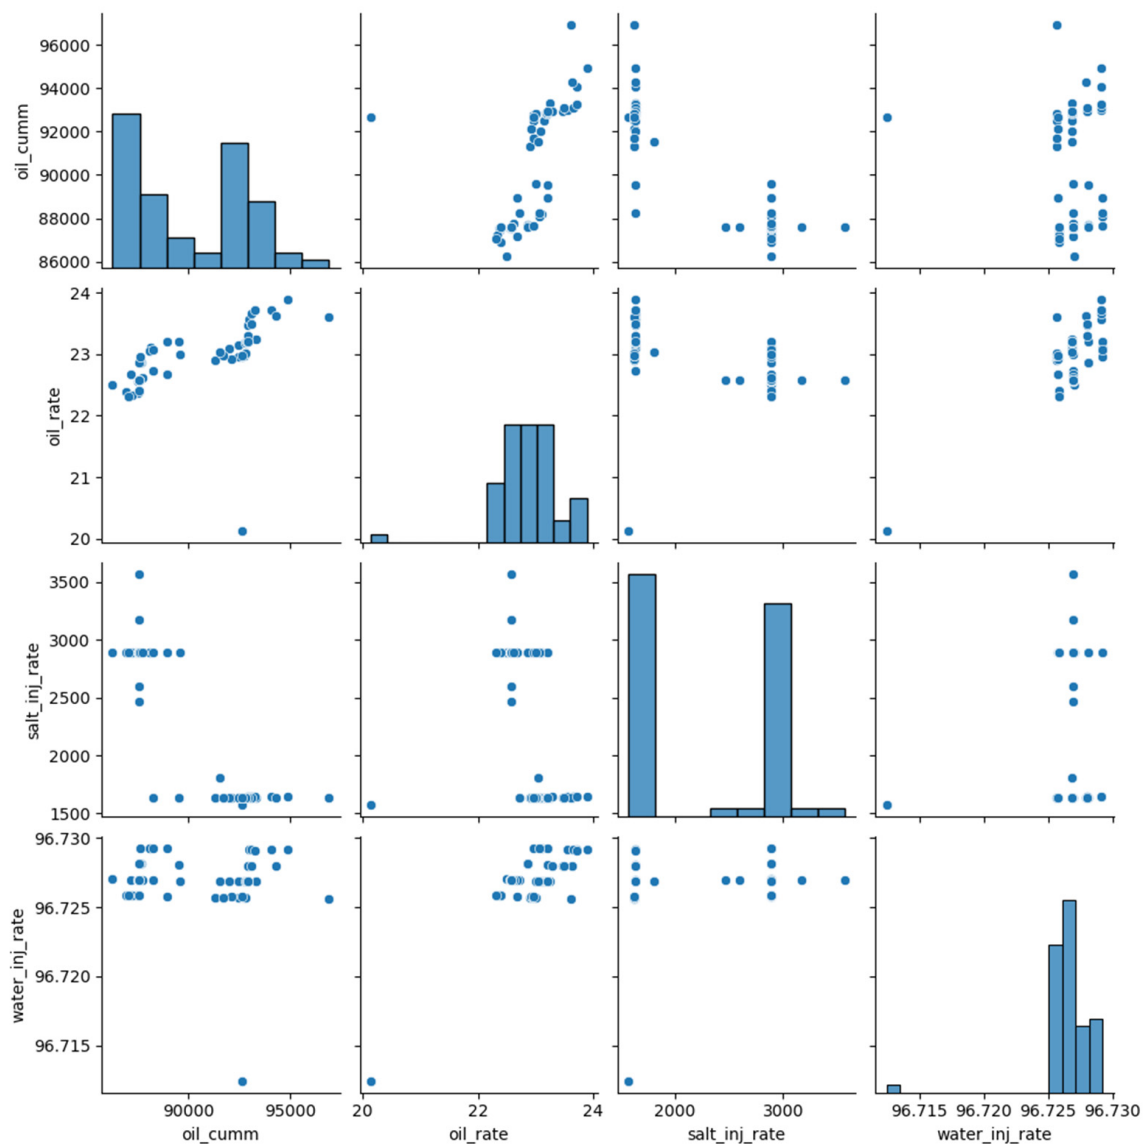 96000
94000
92000
90000
88000
86000
oil_cumm
24
23
22
21
20
oil_rate
3500
3000
2500
2000
1500
salt_inj_rate
96.730
96.725
96.720
96.715
water_inj_rate
90000 95000
oil_cumm
20 22 24
oil_rate
2000 3000
salt_inj_rate
96.715 96.720 96.725 96.730
water_inj_rate